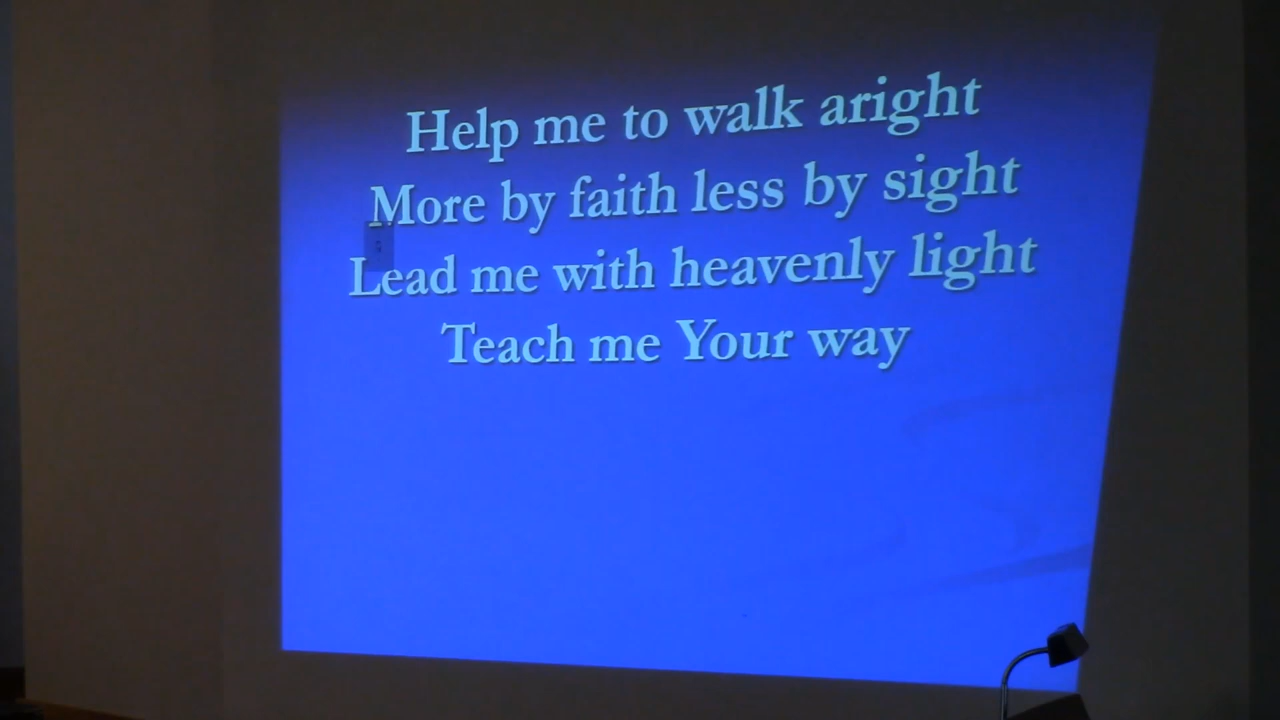 Help me to walk aright
More by faith less by sight
Lead me with heavenly light
Teach me Your way